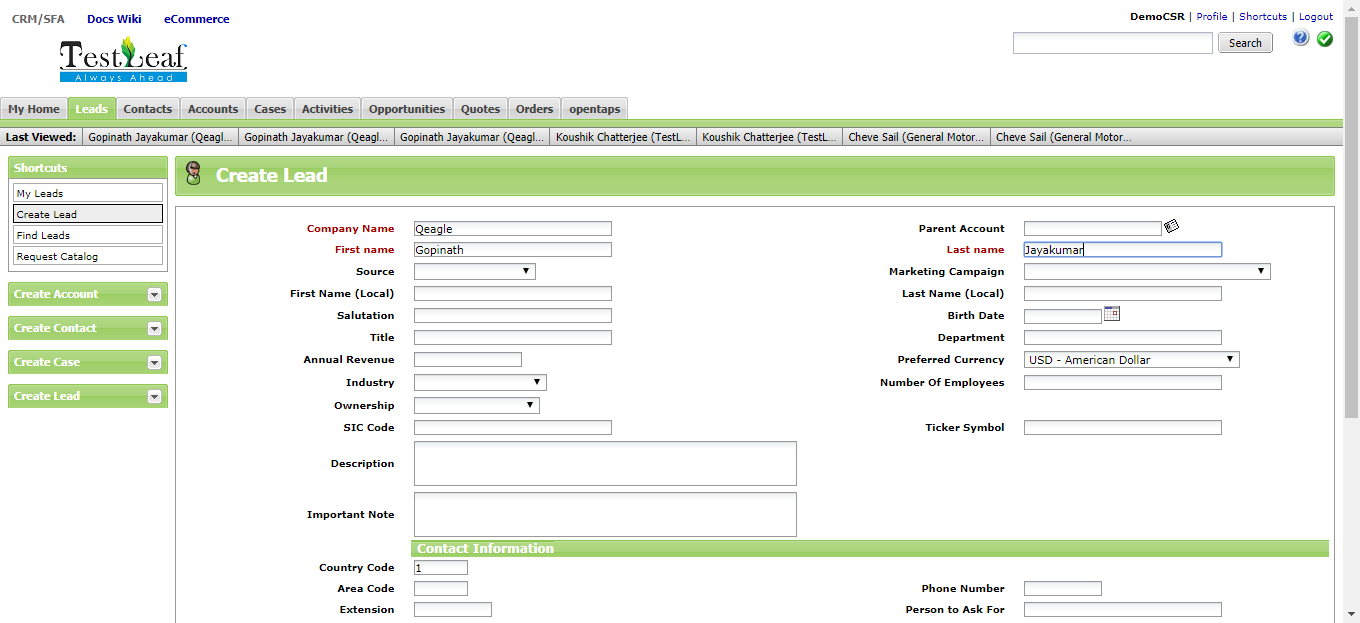 CRM/SFA Docs Wiki eCommerce
DemoCSR | Profile | Shortcuts | Logout
Search
TestLeaf
Always Ahead
My Home Leads Contacts Accounts Cases Activities Opportunities Quotes Orders opentaps
Last Viewed: Gopinath Jayakumar (Qeagl... Gopinath Jayakumar (Qeagl... Gopinath Jayakumar (Qeagl... Koushik Chatterjee (TestL... Koushik Chatterjee (TestL... Cheve Sail (General Motor... Cheve Sail (General Motor...
Shortcuts
My Leads
Create Lead
Find Leads
Request Catalog
Create Account
Create Contact
Create Case
Create Lead
Create Lead
Company Name Qeagle Parent Account
First name Gopinath Last name Jayakumar
Source Marketing Campaign
First Name (Local) Last Name (Local)
Salutation Birth Date
Title Department
Annual Revenue Preferred Currency USD - American Dollar
Industry Number Of Employees
Ownership
SIC Code Ticker Symbol
Description
Important Note
Contact Information
Country Code 1
Area Code Phone Number
Extension Person to Ask For